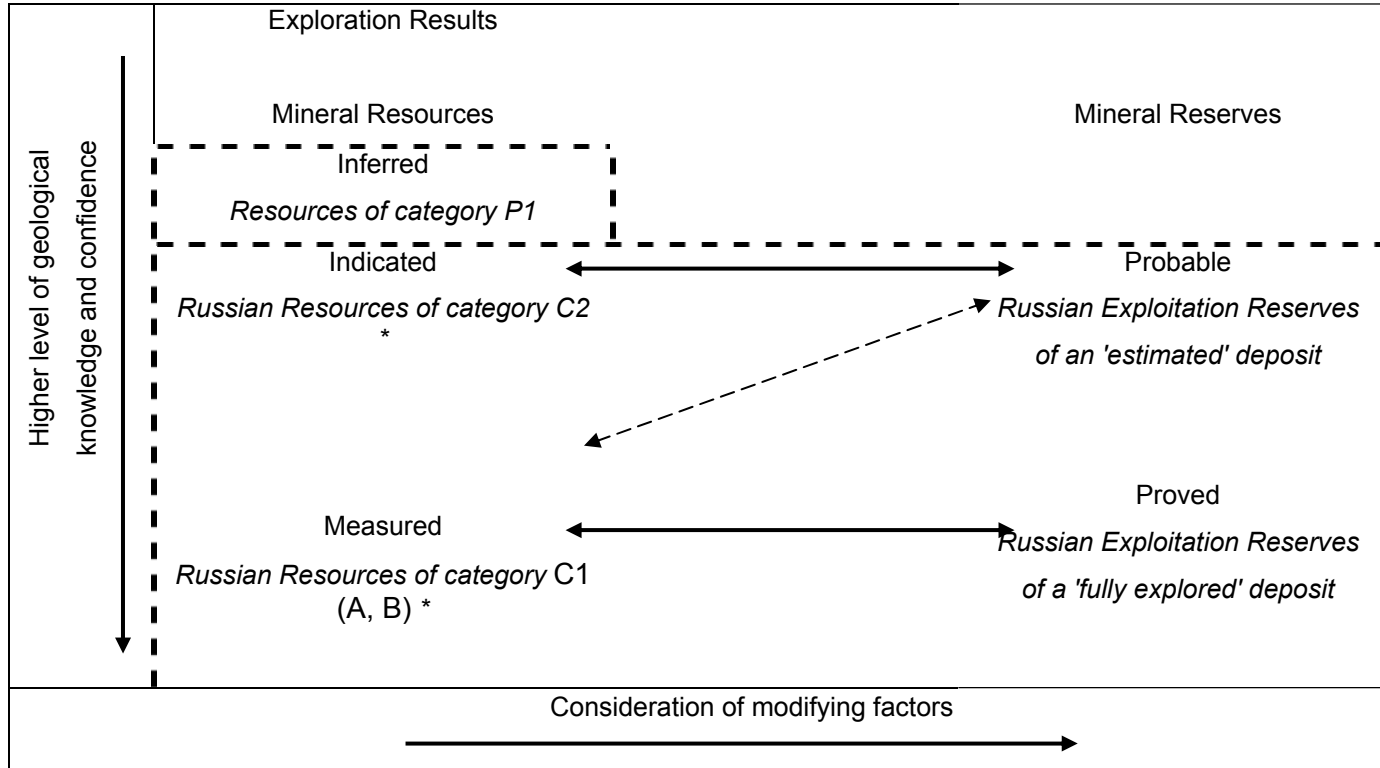 Exploration Results
Mineral Resources
Mineral Reserves
Higher level of geological
knowledge and confidence
Inferred
Resources of category P1
Indicated
Russian Resources of category C2
*
Probable
Russian Exploitation Reserves
of an 'estimated' deposit
Measured
Russian Resources of category C1
(A, B) *
Proved
Russian Exploitation Reserves
of a 'fully explored' deposit
Consideration of modifying factors